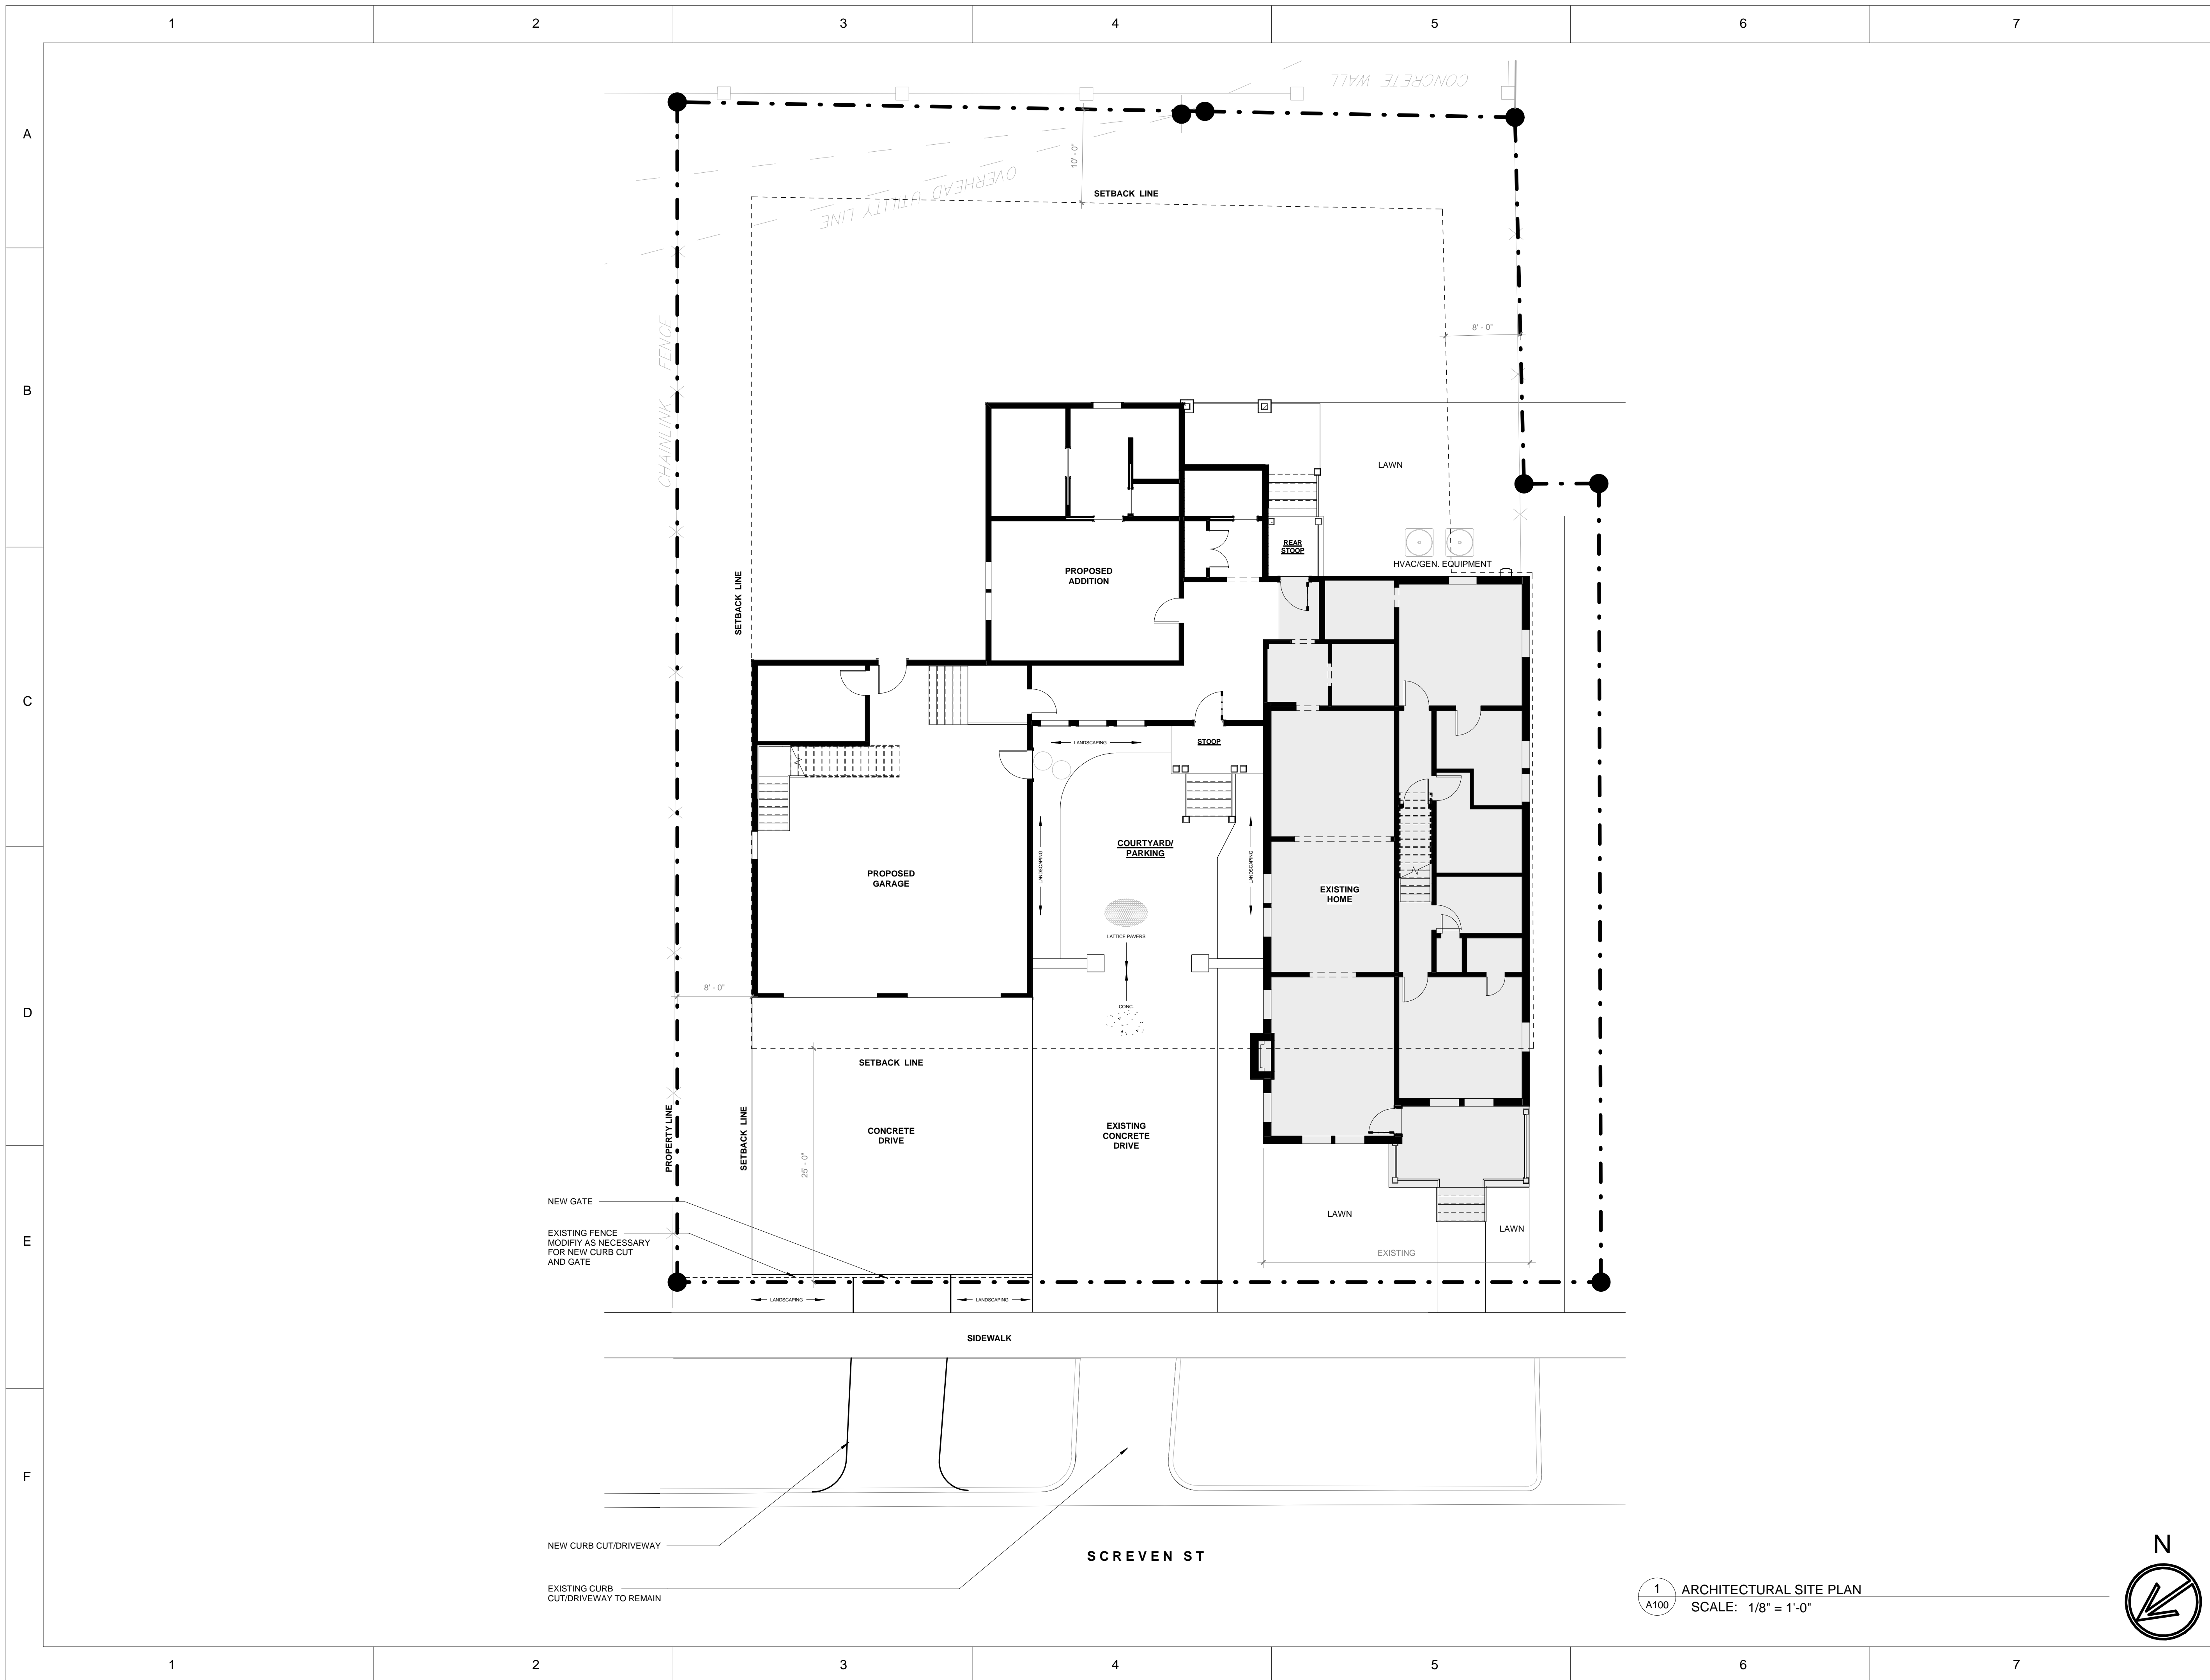 1 2 3 4 5 6 7
A
CONCRETE WALL
10' - 0"
OVERHEAD UTILITY LINE
SETBACK LINE
CHAINLINK FENCE
8' - 0"
B
LAWN
REAR
STOOP
HVAC/GEN. EQUIPMENT
PROPOSED
ADDITION
SETBACK LINE
C
LANDSCAPING
STOOP
COURTYARD/
PARKING
LANDSCAPING
LANDSCAPING
PROPOSED
GARAGE
EXISTING
HOME
LATTICE PAVERS
8' - 0"
CONC.
D
SETBACK LINE
PROPERTY LINE
SETBACK LINE
CONCRETE
DRIVE
EXISTING
CONCRETE
DRIVE
25' - 0"
NEW GATE
EXISTING FENCE
MODIFIY AS NECESSARY
FOR NEW CURB CUT
AND GATE
E
LAWN
LAWN
EXISTING
LANDSCAPING
LANDSCAPING
SIDEWALK
F
NEW CURB CUT/DRIVEWAY
SCREVEN ST
EXISTING CURB
CUT/DRIVEWAY TO REMAIN
N
1
A100
ARCHITECTURAL SITE PLAN
SCALE: 1/8" = 1'-0"
1 2 3 4 5 6 7